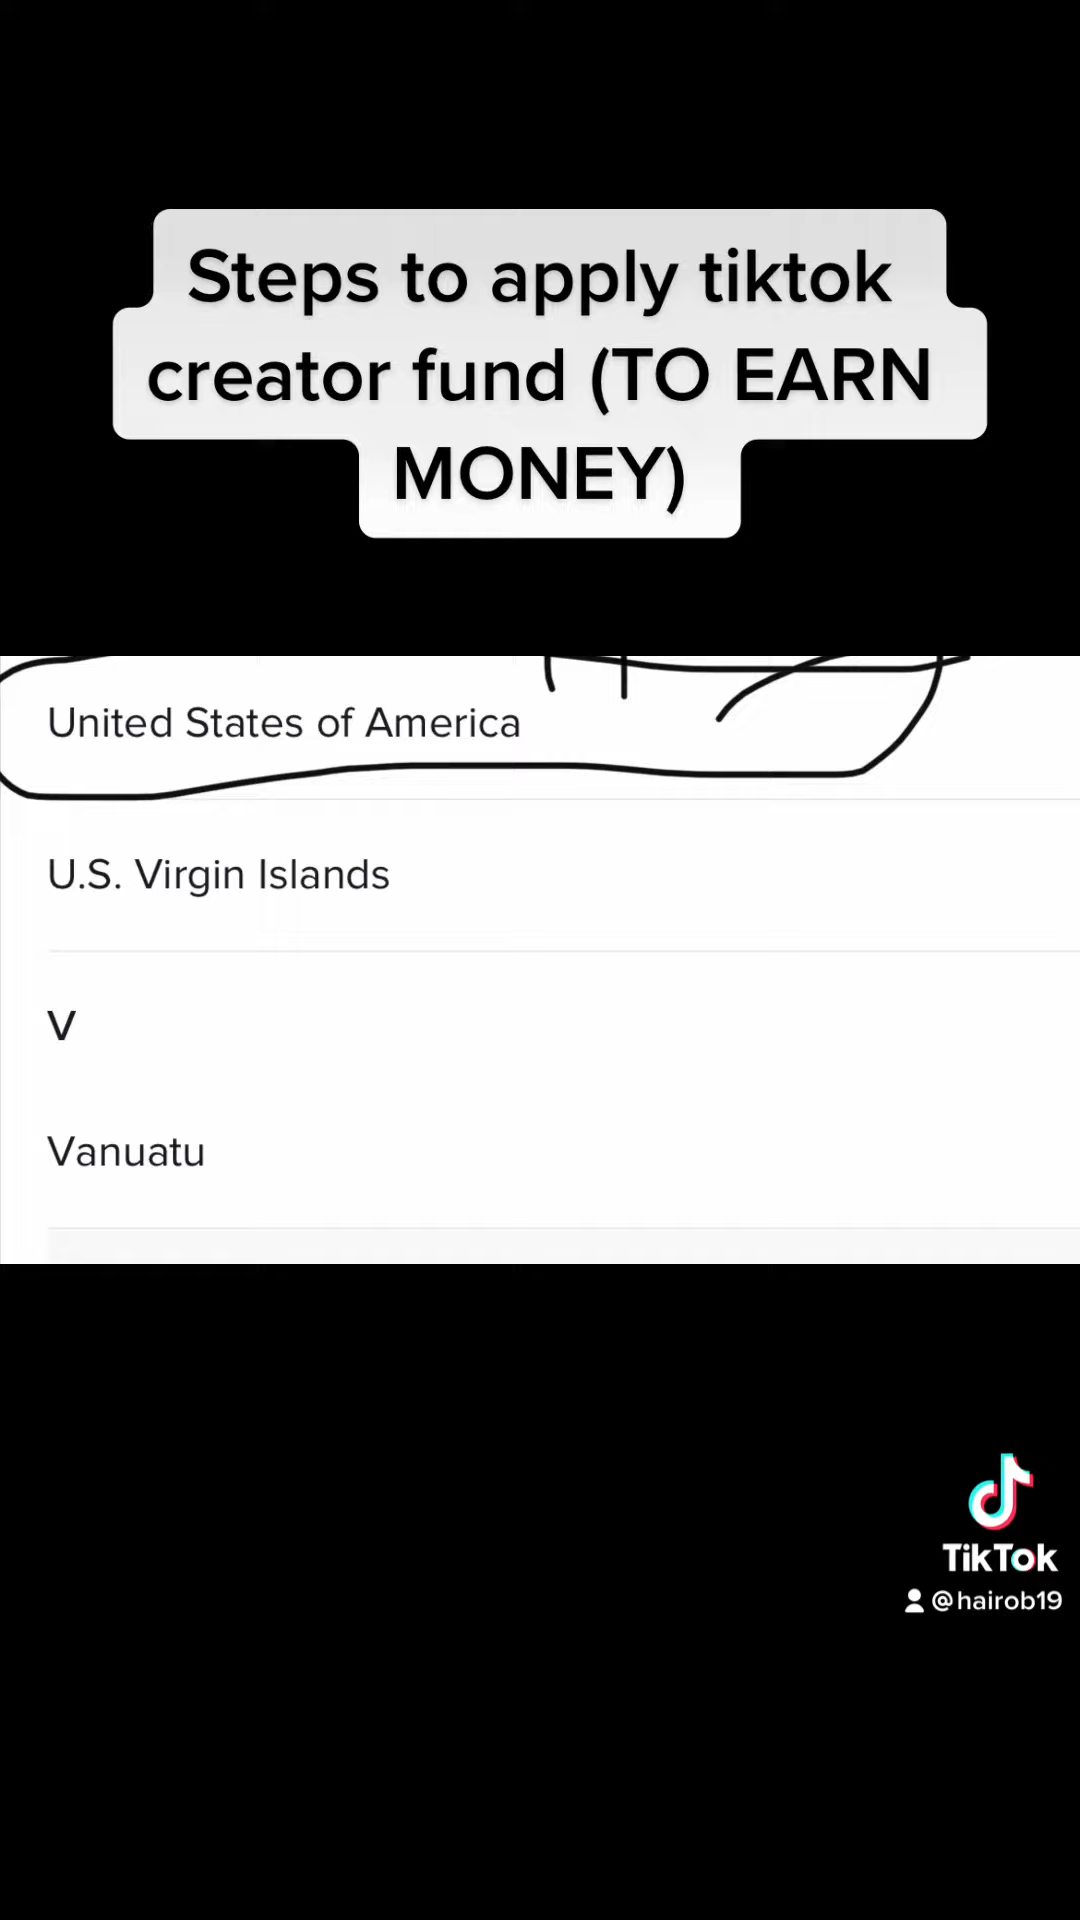 Steps to apply tiktok
creator fund (TO EARN
MONEY)
United States of America
U.S. Virgin Islands
V
Vanuatu
TikTok
@hairob19